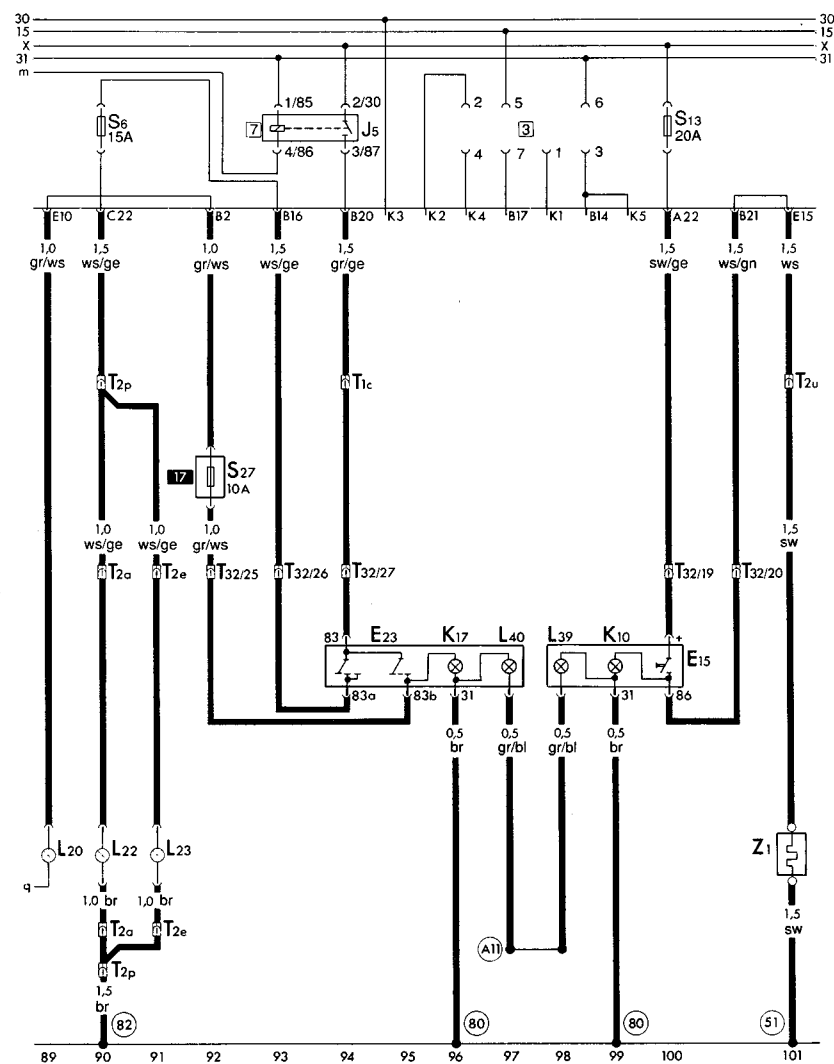 30 30
15 15
X X
31 31
m
1/85 2/30 2 5 6
S6 15A
7 J5 3
S13 20A
4/86 3/87 4 7 1 3
E10 C22 B2 B16 B20 K3 K2 K4 B17 K1 B14 K5 A22 B21 E15
1,0 1,5 1,0 1,5 1,5 1,5 1,5 1,5
gr/ws ws/ge gr/ws ws/ge gr/ge sw/ge ws/gn ws
T2p T1c T2u
17 S27
10A
1,0 1,0 1,0 1,5
ws/ge ws/ge gr/ws sw
T2a T2e T32/25 T32/26 T32/27 T32/19 T32/20
83 E23 K17 L40 L39 K10 +
E15
83a 83b 31 31 86
0,5 0,5 0,5 0,5
br gr/bl gr/bl br
L20 L22 L23 Z1
q 1,0 br 1,0 br
1,5
sw
T2a T2e
A11
T2p
1,5
br
82 80 80 51
89 90 91 92 93 94 95 96 97 98 99 100 101